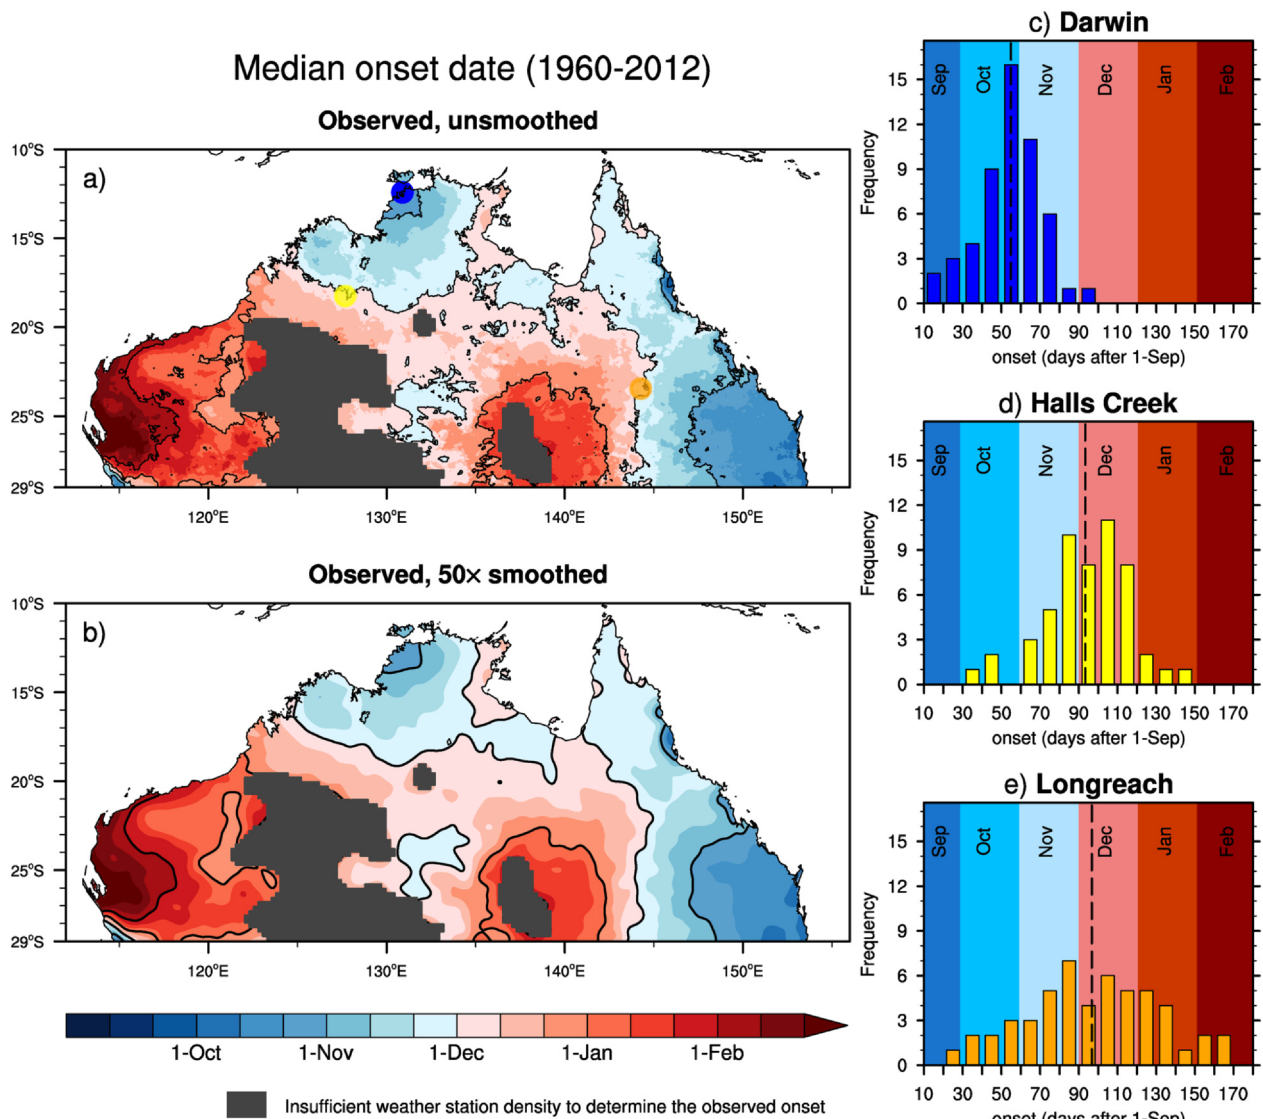 Median onset date (1960-2012)
Observed, unsmoothed
a)
10°S
15°S
20°S
25°S
29°S
120°E 130°E 140°E 150°E
Observed, 50× smoothed
b)
10°S
15°S
20°S
25°S
29°S
120°E 130°E 140°E 150°E
1-Oct 1-Nov 1-Dec 1-Jan 1-Feb
Insufficient weather station density to determine the observed onset
c) Darwin
Sep Oct Nov Dec Jan Feb
Frequency
15
12
9
6
3
0
10 30 50 70 90 110 130 150 170
onset (days after 1-Sep)
d) Halls Creek
Sep Oct Nov Dec Jan Feb
Frequency
15
12
9
6
3
0
10 30 50 70 90 110 130 150 170
onset (days after 1-Sep)
e) Longreach
Sep Oct Nov Dec Jan Feb
Frequency
15
12
9
6
3
0
10 30 50 70 90 110 130 150 170
onset (days after 1-Sep)